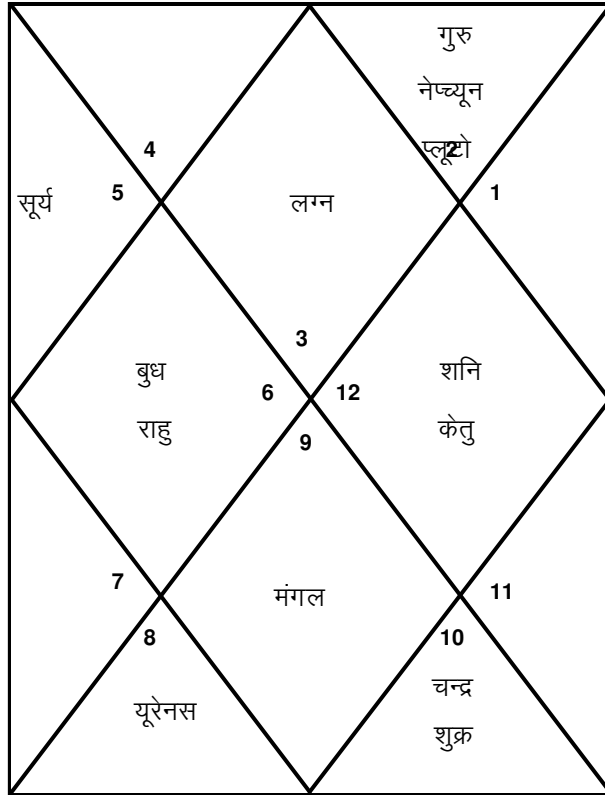 गुरु
नेप्च्यून
4
प्लूटो 2
सूर्य 5
लग्न
1
3
बुध
शनि
6
12
राहु
केतु
9
7
मंगल
11
8
10
चन्द्र
यूरेनस
शुक्र